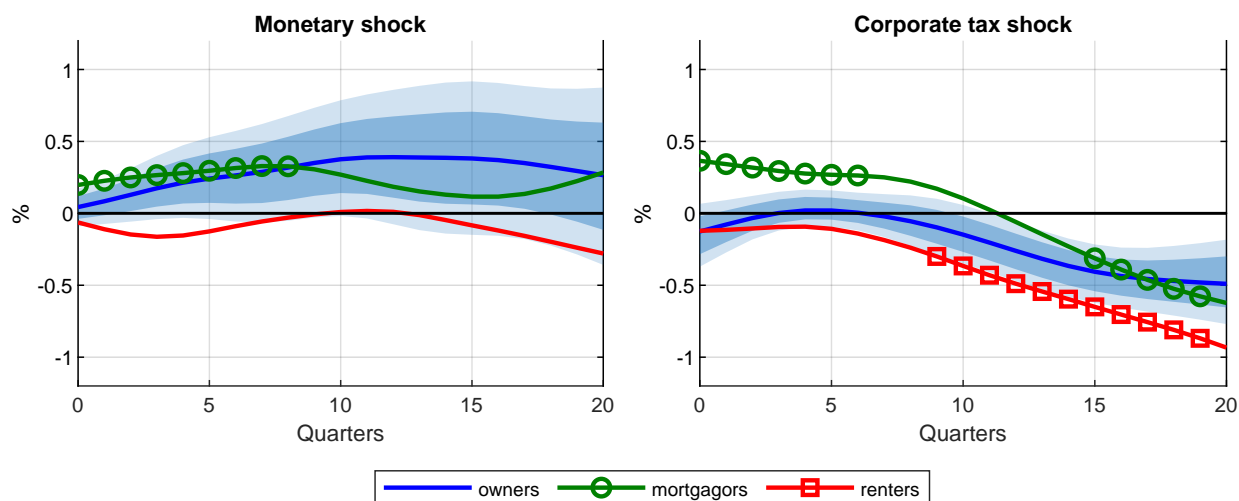 Monetary shock
1
0.5
0
-0.5
-1
%
0 5 10 15 20
Quarters
Corporate tax shock
1
0.5
0
-0.5
-1
%
0 5 10 15 20
Quarters
owners mortgagors renters